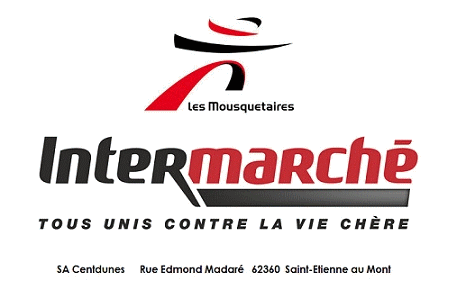 Les Mousquetaires
Intermarché
TOUS UNIS CONTRE LA VIE CHÈRE
SA Centdunes Rue Edmond Madaré 62360 Saint-Etienne au Mont